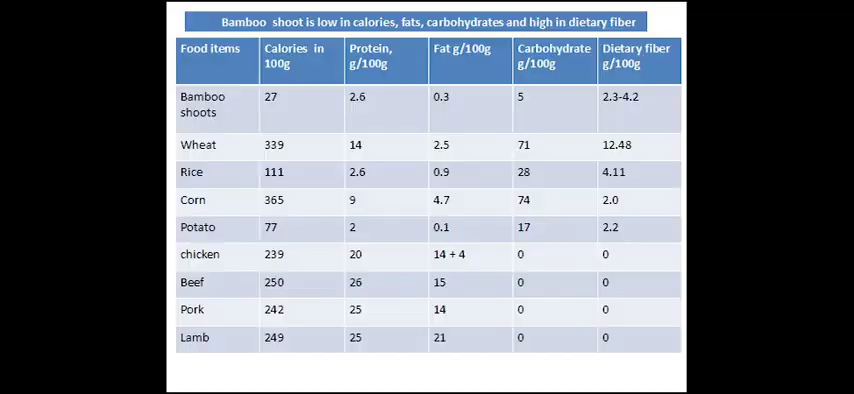 Bamboo shoot is low in calories, fats, carbohydrates and high in dietary fiber
Food items Calories in 100g Protein, g/100g Fat g/100g Carbohydrate g/100g Dietary fiber g/100g
Bamboo shoots 27 2.6 0.3 5 2.3-4.2
Wheat 339 14 2.5 71 12.48
Rice 111 2.6 0.9 28 4.11
Corn 365 9 4.7 74 2.0
Potato 77 2 0.1 17 2.2
chicken 239 20 14 + 4 0 0
Beef 250 26 15 0 0
Pork 242 25 14 0 0
Lamb 249 25 21 0 0